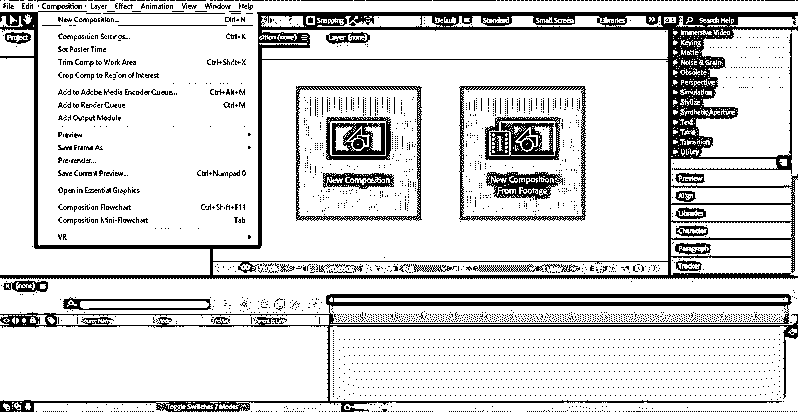 File Edit Composition Layer Effect Animation View Window Help
Snapping
Default Standard Small Screen Libraries Search Help
Project
(none) Layer (none)
New Composition... Ctrl+N
Composition Settings... Ctrl+K
Set Poster Time
Trim Comp to Work Area Ctrl+Shift+X
Crop Comp to Region of Interest
Add to Adobe Media Encoder Queue... Ctrl+Alt+M
Add to Render Queue Ctrl+M
Add Output Module
Preview
Save Frame As
Pre-render...
Save Current Preview... Ctrl+Numpad 0
Open in Essential Graphics
Composition Flowchart Ctrl+Shift+F11
Composition Mini-Flowchart Tab
VR
New Composition
New Composition
From Footage
Immersive Video
Keying
Matte
Noise & Grain
Obsolete
Perspective
Simulation
Stylize
Synthetic Aperture
Text
Time
Transition
Utility
Preview
Align
Libraries
Character
Paragraph
Tracker
(none)
Toggle Switches / Modes